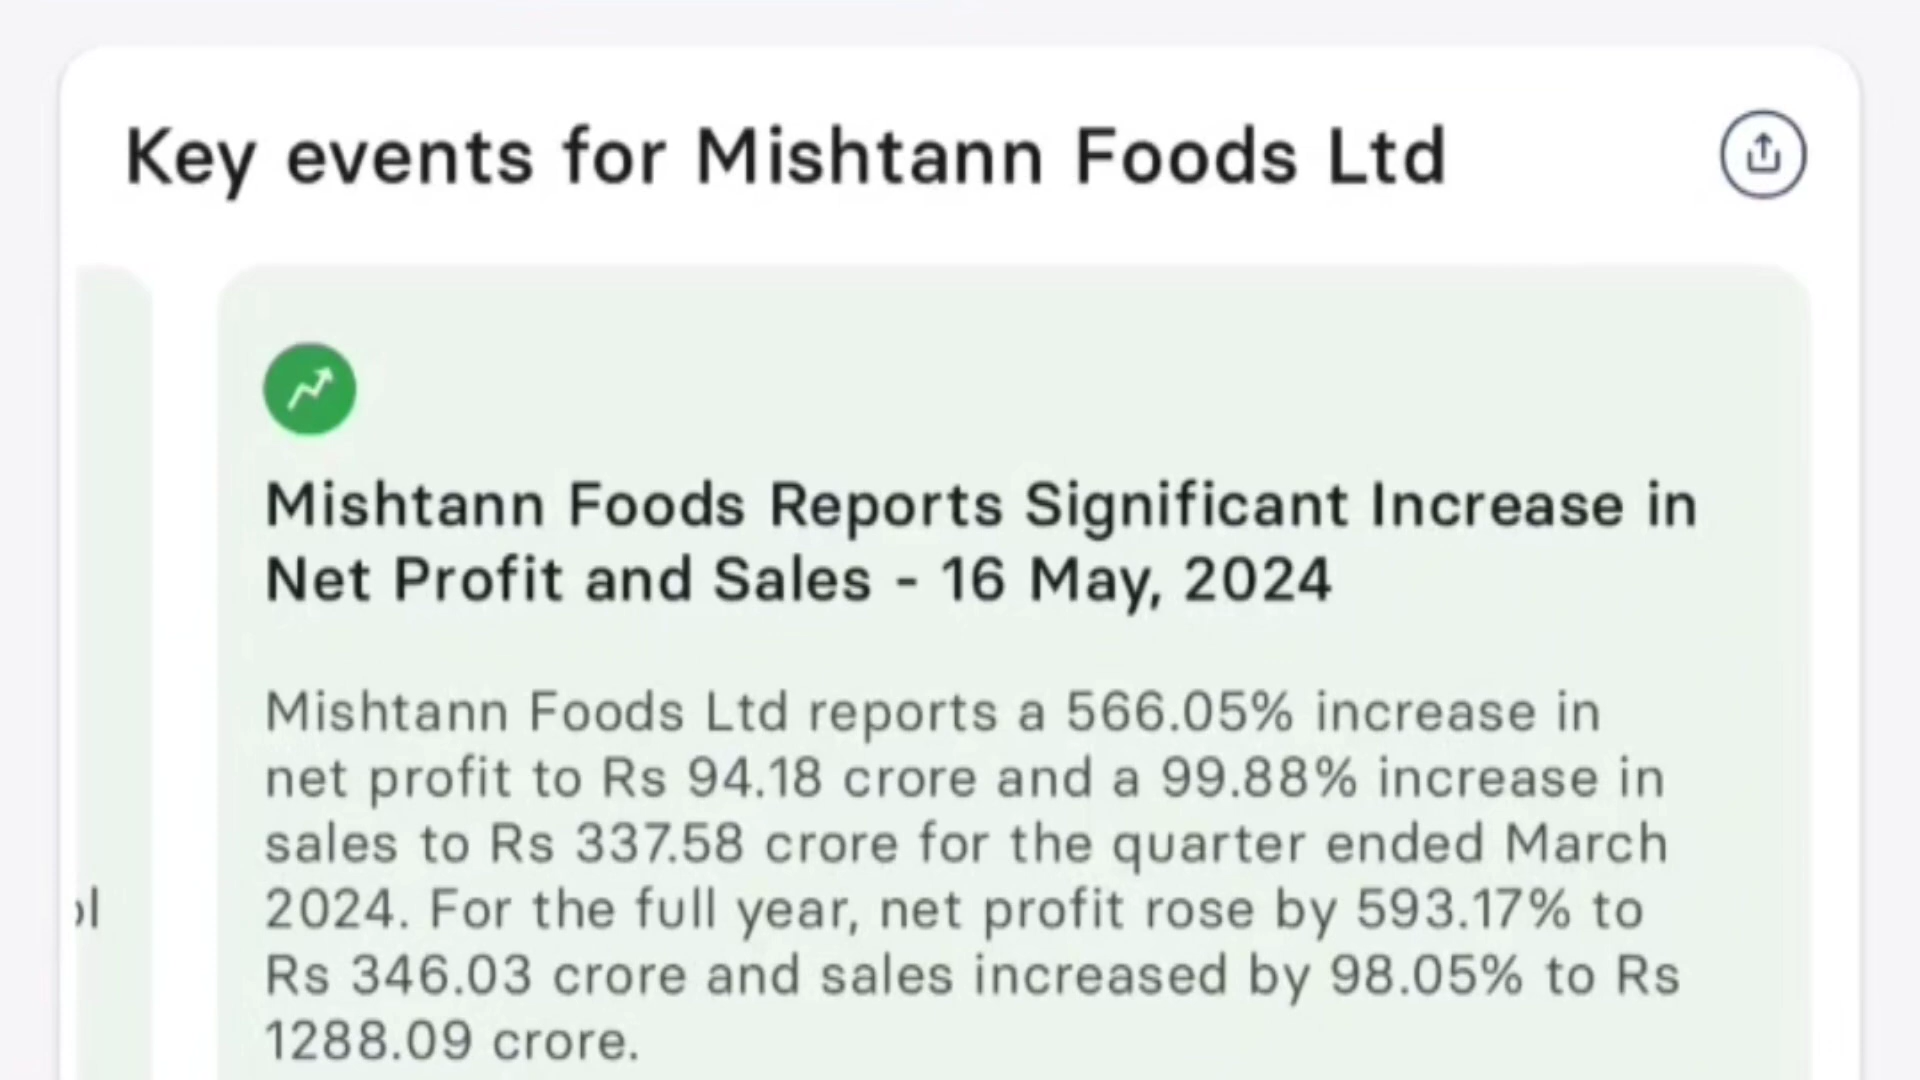 Key events for Mishtann Foods Ltd
Mishtann Foods Reports Significant Increase in
Net Profit and Sales - 16 May, 2024
Mishtann Foods Ltd reports a 566.05% increase in
net profit to Rs 94.18 crore and a 99.88% increase in
sales to Rs 337.58 crore for the quarter ended March
2024. For the full year, net profit rose by 593.17% to
Rs 346.03 crore and sales increased by 98.05% to Rs
1288.09 crore.